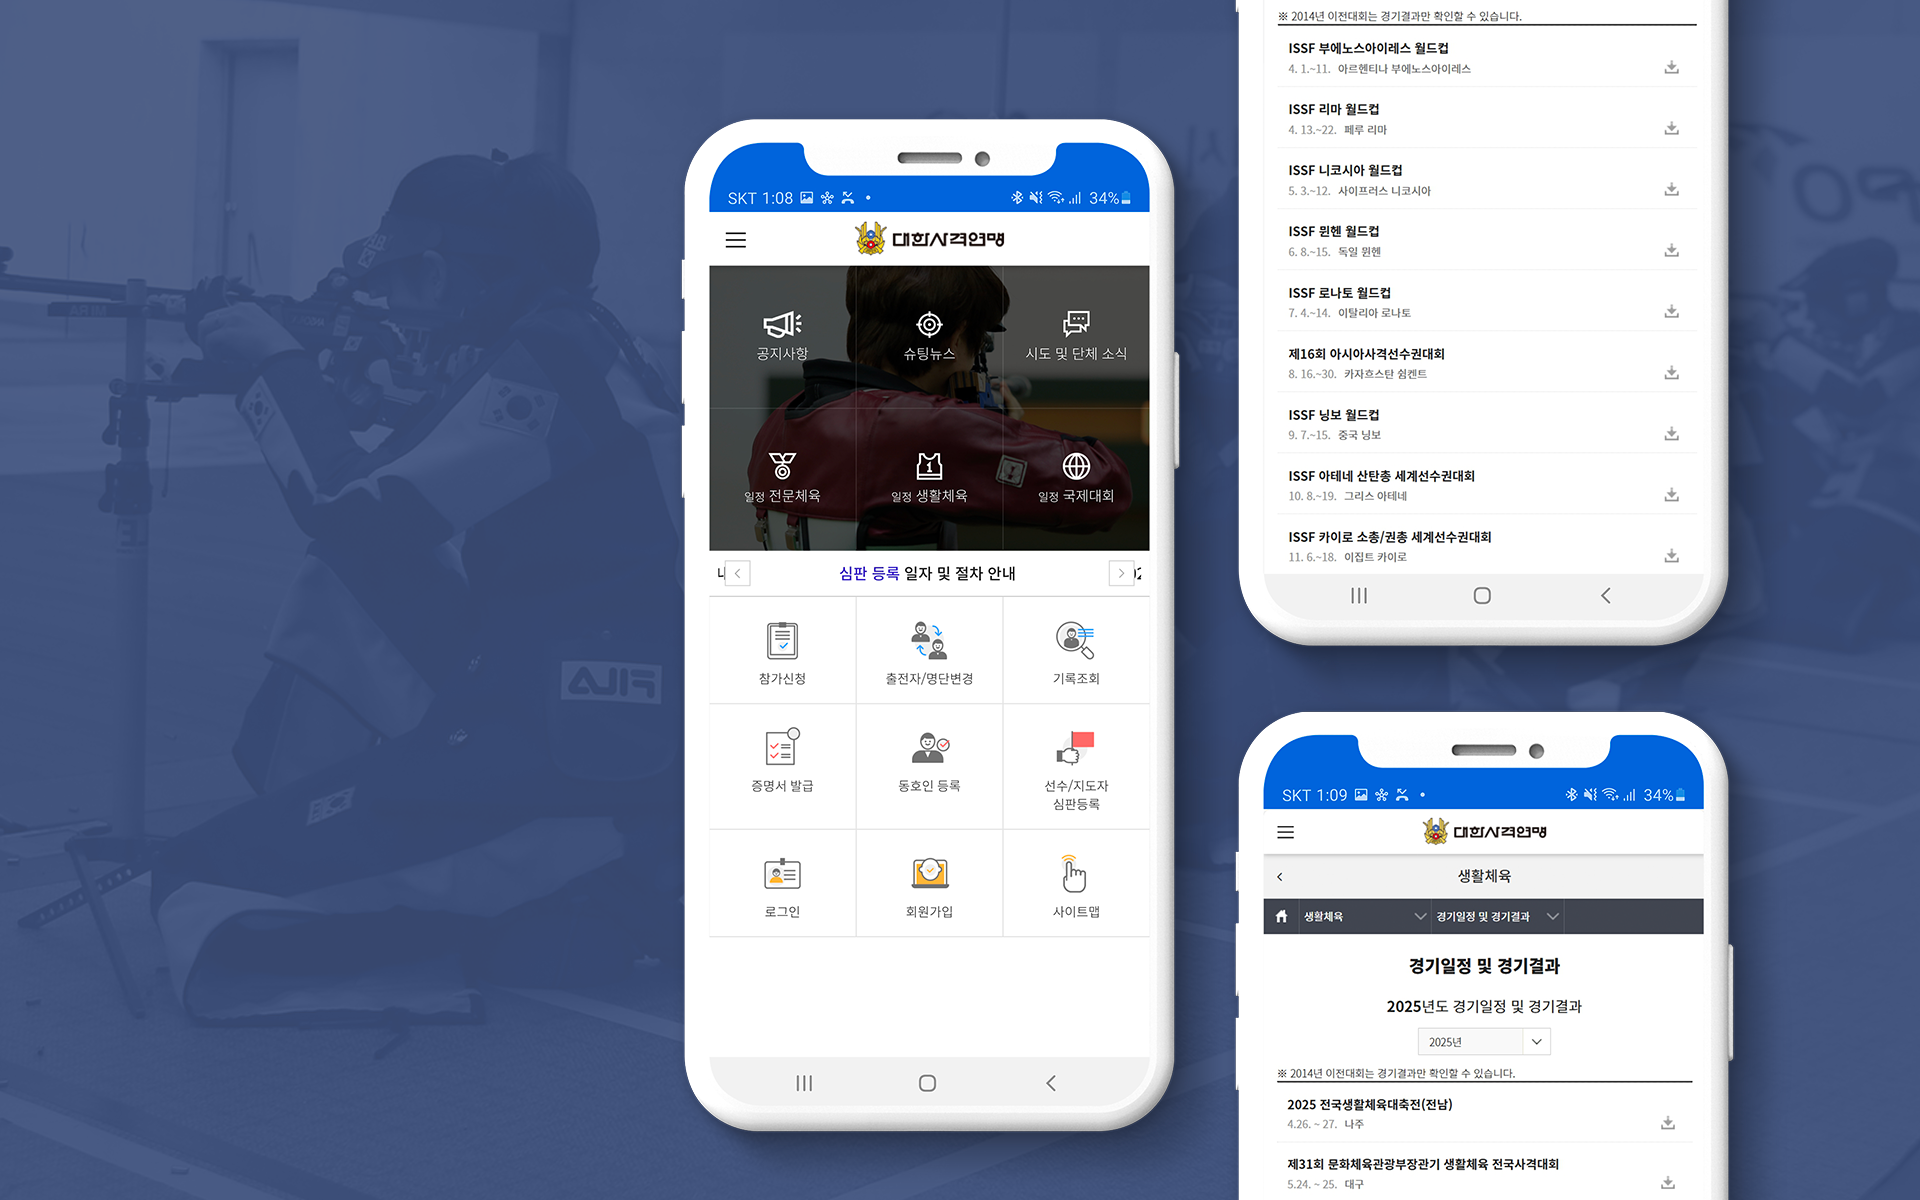 SKT 1:08
34%
대한사격연맹
공지사항
슈팅뉴스
시도 및 단체 소식
일정 전문체육
일정 생활체육
일정 국제대회
심판 등록 일자 및 절차 안내
참가신청
출전자/명단변경
기록조회
증명서 발급
동호인 등록
선수/지도자
심판등록
로그인
회원가입
사이트맵
FILA
※ 2014년 이전대회는 경기결과만 확인할 수 있습니다.
ISSF 부에노스아이레스 월드컵
4. 1.~11. 아르헨티나 부에노스아이레스
ISSF 리마 월드컵
4. 13.~22. 페루 리마
ISSF 니코시아 월드컵
5. 3.~12. 사이프러스 니코시아
ISSF 뮌헨 월드컵
6. 8.~15. 독일 뮌헨
ISSF 로나토 월드컵
7. 4.~14. 이탈리아 로나토
제16회 아시아사격선수권대회
8. 16.~30. 카자흐스탄 쉼켄트
ISSF 닝보 월드컵
9. 7.~15. 중국 닝보
ISSF 아테네 산탄총 세계선수권대회
10. 8.~19. 그리스 아테네
ISSF 카이로 소총/권총 세계선수권대회
11. 6.~18. 이집트 카이로
SKT 1:09
34%
대한사격연맹
생활체육
생활체육
경기일정 및 경기결과
경기일정 및 경기결과
2025년도 경기일정 및 경기결과
2025년
※ 2014년 이전대회는 경기결과만 확인할 수 있습니다.
2025 전국생활체육대축전(전남)
4.26. ~ 27. 나주
제31회 문화체육관광부장관기 생활체육 전국사격대회
5.24. ~ 25. 대구